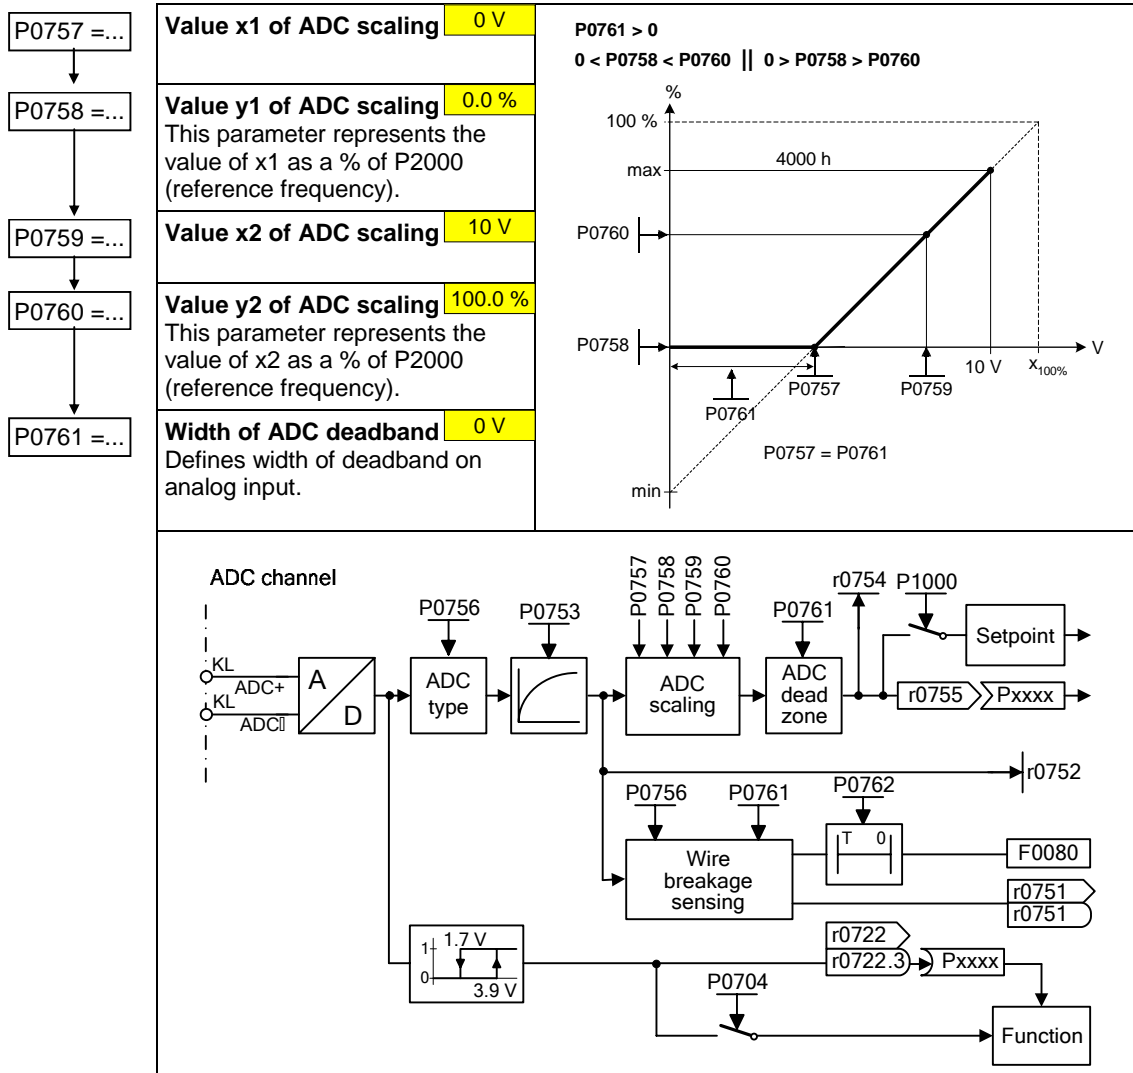 P0757 =...
Value x1 of ADC scaling 0 V
P0758 =...
Value y1 of ADC scaling 0.0 %
This parameter represents the
value of x1 as a % of P2000
(reference frequency).
P0759 =...
Value x2 of ADC scaling 10 V
P0760 =...
Value y2 of ADC scaling 100.0 %
This parameter represents the
value of x2 as a % of P2000
(reference frequency).
P0761 =...
Width of ADC deadband 0 V
Defines width of deadband on
analog input.
P0761 > 0
0 < P0758 < P0760 || 0 > P0758 > P0760
%
100 %
4000 h
max
P0760
P0758
V
10 V
x100%
P0757
P0759
P0761
P0757 = P0761
min
ADC channel
KL
ADC+
KL
ADC▯
A
D
P0756
ADC
type
P0753
P0757
P0758
P0759
P0760
ADC
scaling
P0761
ADC
dead
zone
r0754
P1000
Setpoint
r0755
Pxxxx
r0752
P0756
P0761
P0762
Wire
breakage
sensing
T 0
F0080
r0751
r0751
1
1.7 V
0
3.9 V
r0722
r0722.3
Pxxxx
P0704
Function